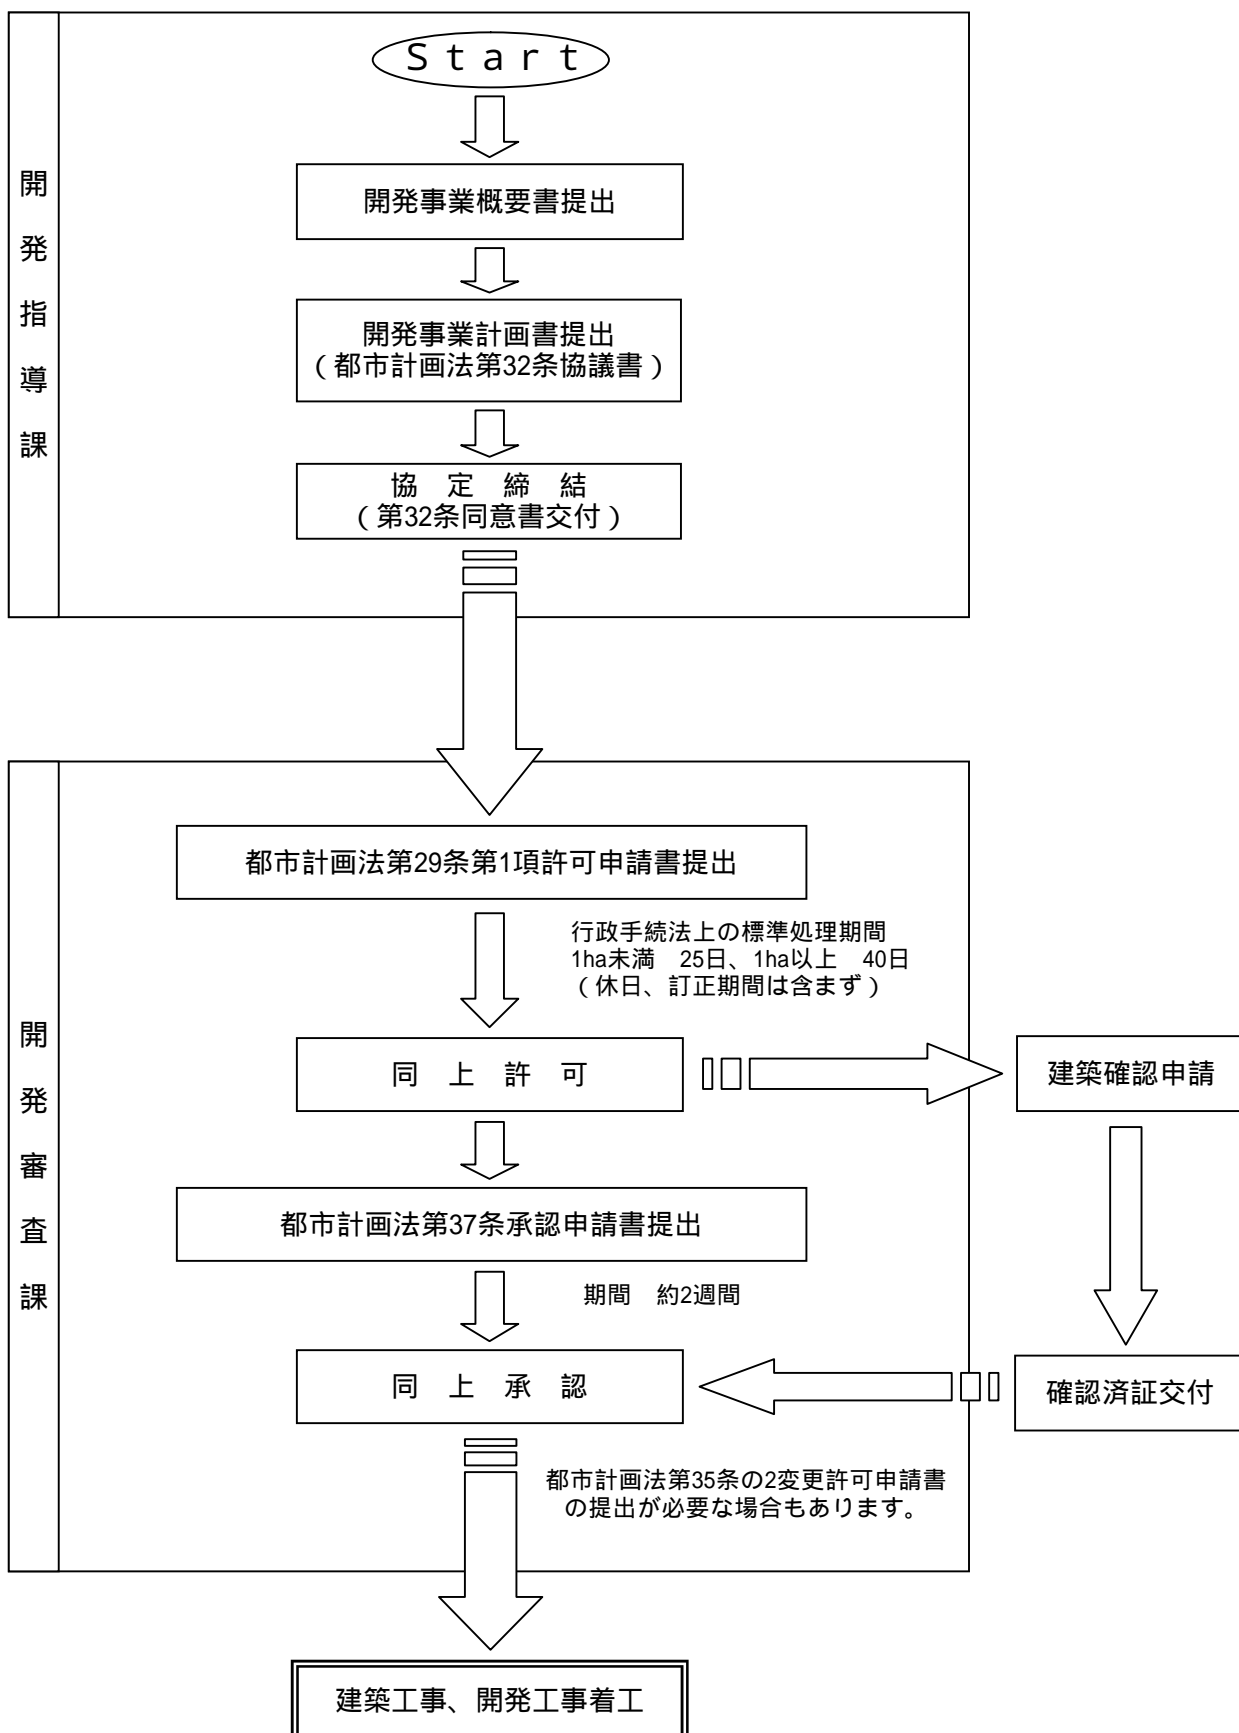 開発指導課
Start
開発事業概要書提出
開発事業計画書提出
(都市計画法第32条協議書)
協　定　締　結
(第32条同意書交付)
開発審査課
都市計画法第29条第1項許可申請書提出
行政手続法上の標準処理期間
1ha未満　25日、1ha以上　40日
(休日、訂正期間は含まず)
同　上　許　可
建築確認申請
都市計画法第37条承認申請書提出
期間　約2週間
同　上　承　認
確認済証交付
都市計画法第35条の2変更許可申請書
の提出が必要な場合もあります。
建築工事、開発工事着工